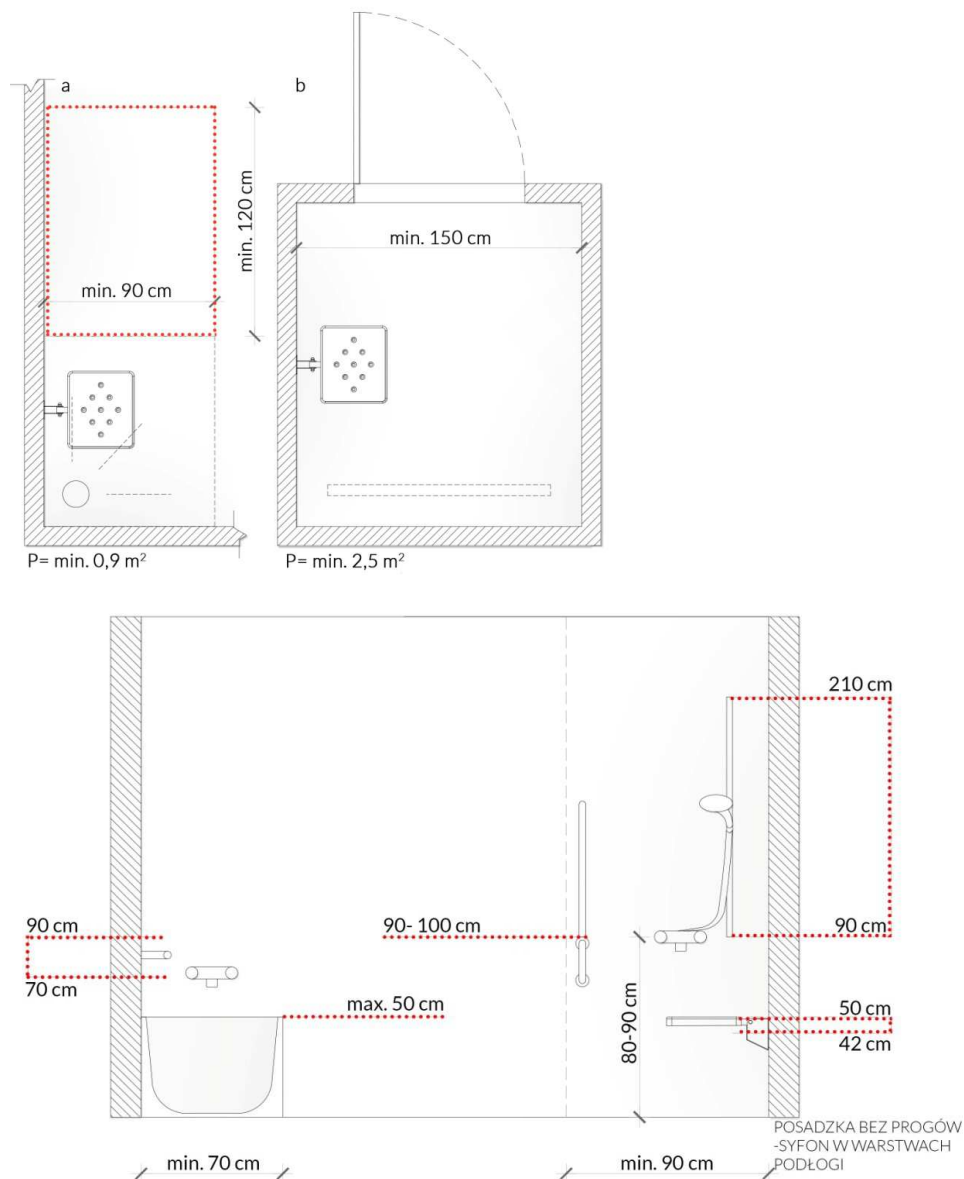 a
b
min. 120 cm
min. 150 cm
min. 90 cm
P= min. 0,9 m²
P= min. 2,5 m²
210 cm
90 cm
90- 100 cm
90 cm
70 cm
max. 50 cm
80-90 cm
50 cm
42 cm
POSADZKA BEZ PROGÓW
-SYFON W WARSTWACH
PODŁOGI
min. 70 cm
min. 90 cm